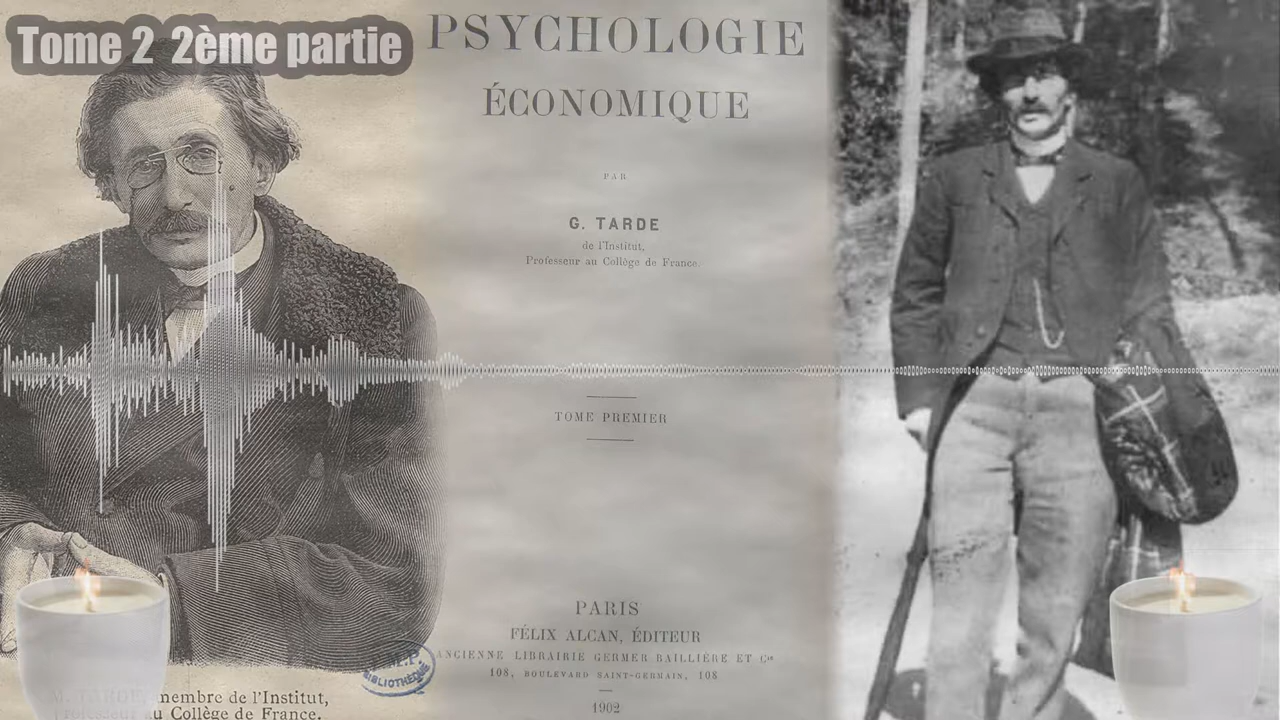 Tome 2 2ème partie
PSYCHOLOGIE
ÉCONOMIQUE
PAR
G. TARDE
de l'Institut,
Professeur au Collège de France.
TOME PREMIER
PARIS
FÉLIX ALCAN, ÉDITEUR
ANCIENNE LIBRAIRIE GERMER BAILLIÈRE ET Cie
108, BOULEVARD SAINT-GERMAIN, 108
1902
BIBLIOTHÈQUE
M. TARDE, membre de l'Institut,
professeur au Collège de France.